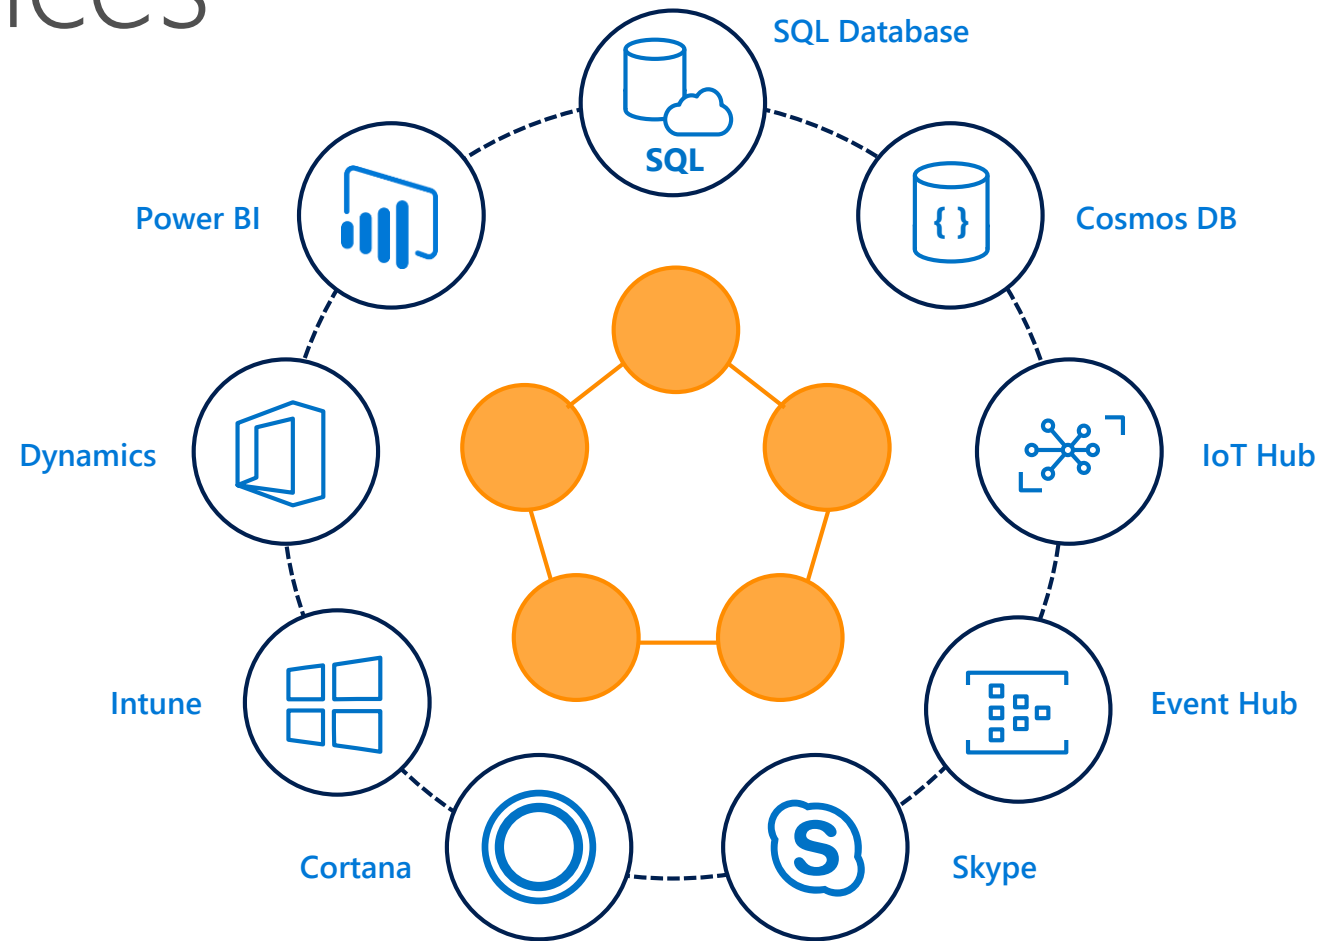 SQL Database
SQL
Power BI
{ }
Cosmos DB
Dynamics
IoT Hub
Intune
Event Hub
Cortana
S
Skype